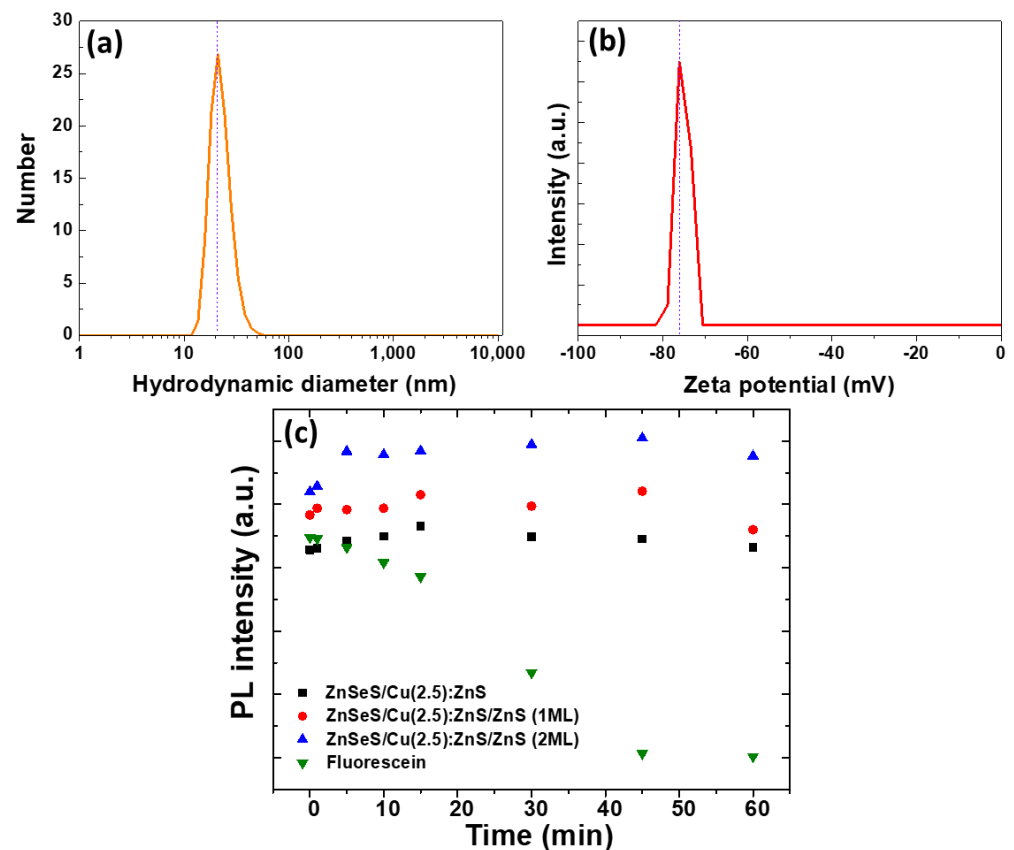 (a)
30
25
20
15
10
5
0
Number
1 10 100 1,000 10,000
Hydrodynamic diameter (nm)
(b)
Intensity (a.u.)
-100 -80 -60 -40 -20 0
Zeta potential (mV)
(c)
PL intensity (a.u.)
ZnSeS/Cu(2.5):ZnS
ZnSeS/Cu(2.5):ZnS/ZnS (1ML)
ZnSeS/Cu(2.5):ZnS/ZnS (2ML)
Fluorescein
0 10 20 30 40 50 60
Time (min)